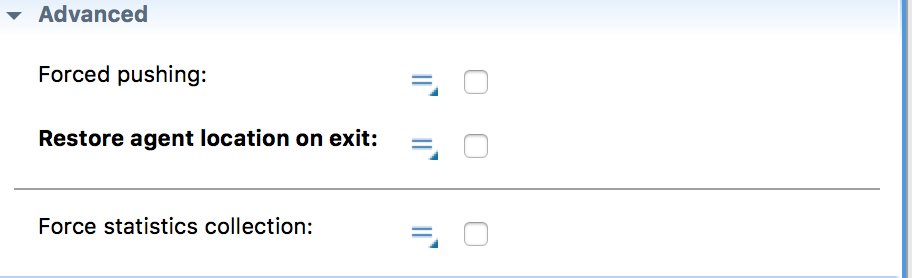 Advanced
Forced pushing:
Restore agent location on exit:
Force statistics collection: